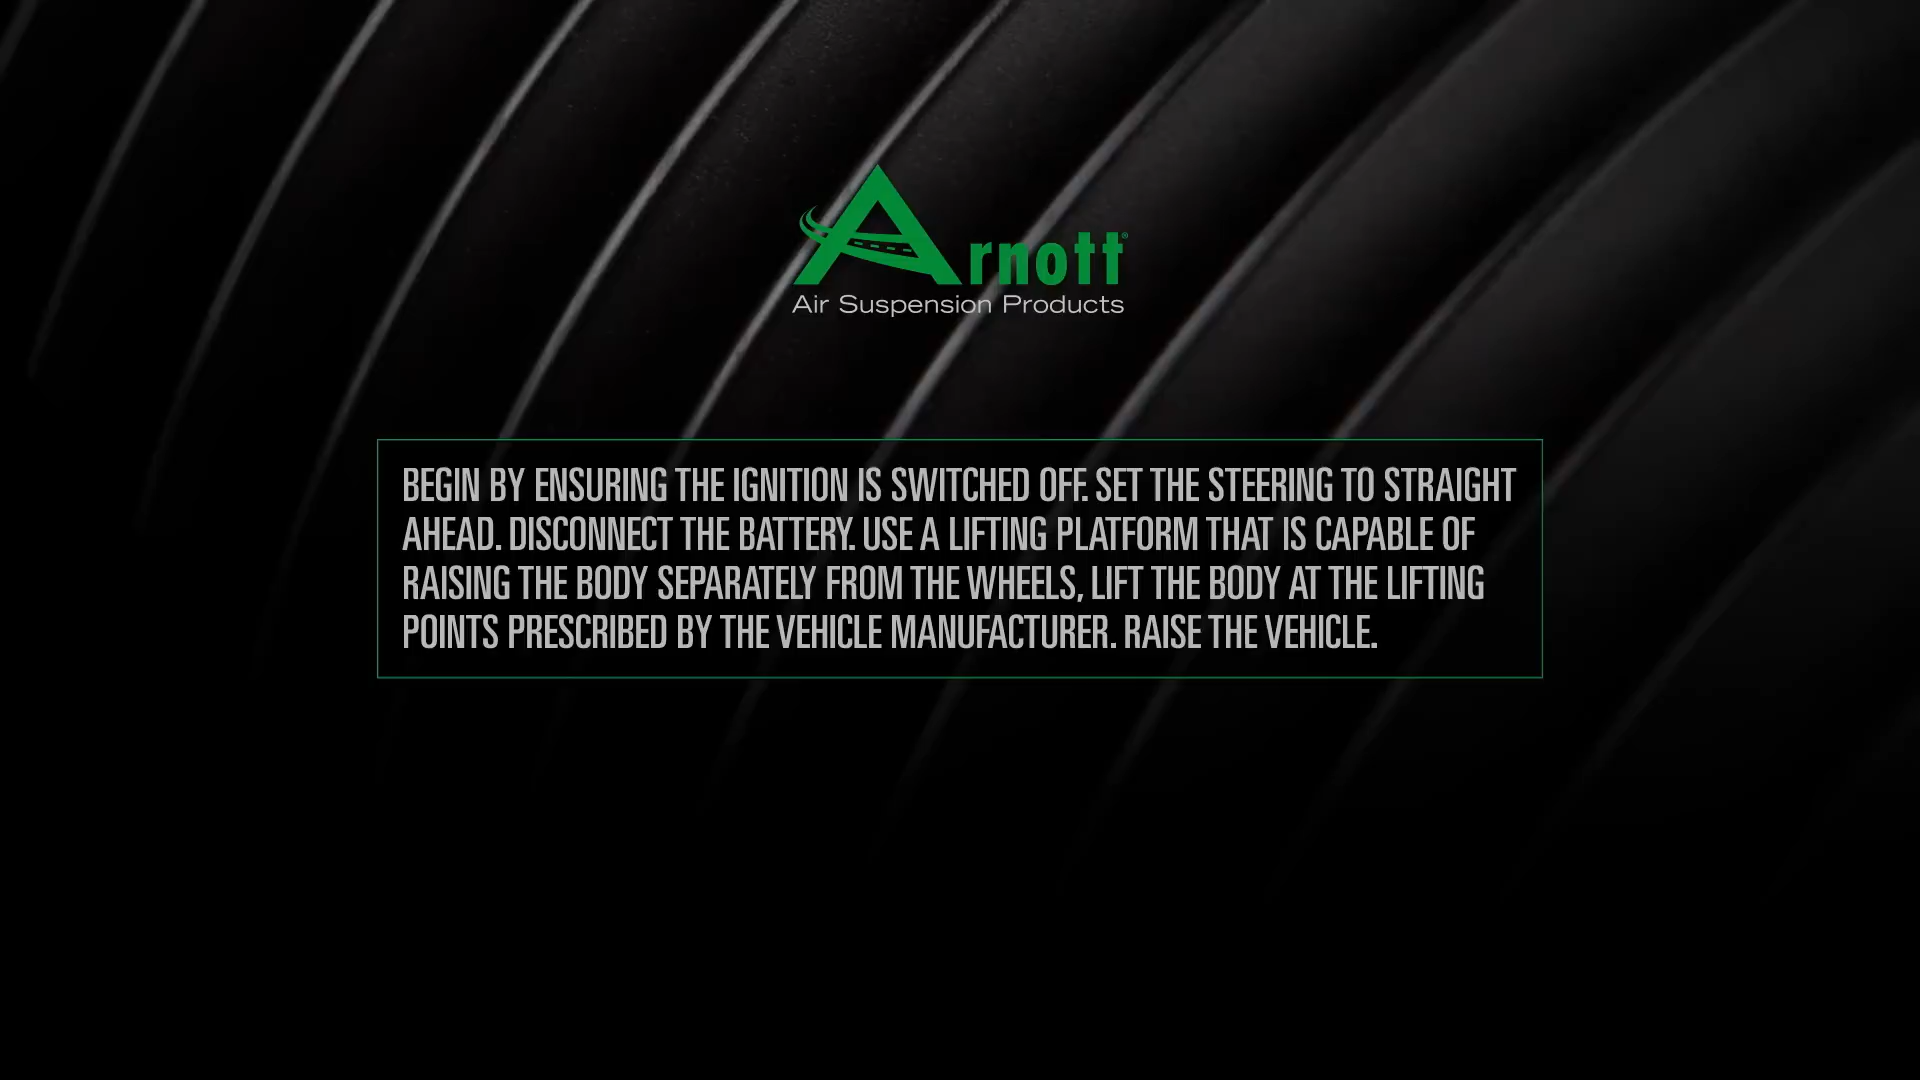 Arnott®
Air Suspension Products
BEGIN BY ENSURING THE IGNITION IS SWITCHED OFF. SET THE STEERING TO STRAIGHT
AHEAD. DISCONNECT THE BATTERY. USE A LIFTING PLATFORM THAT IS CAPABLE OF
RAISING THE BODY SEPARATELY FROM THE WHEELS, LIFT THE BODY AT THE LIFTING
POINTS PRESCRIBED BY THE VEHICLE MANUFACTURER. RAISE THE VEHICLE.